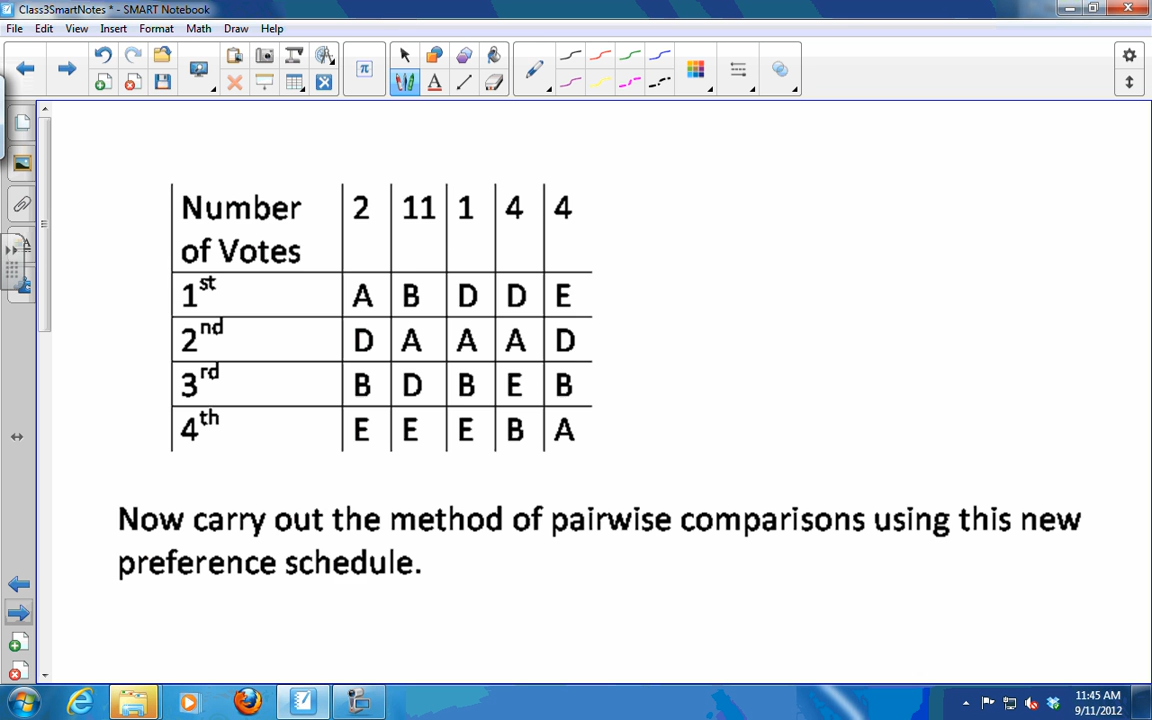 Class3SmartNotes * - SMART Notebook
File Edit View Insert Format Math Draw Help
π
A
Number 2 11 1 4 4
of Votes
1st A B D D E
2nd D A A A D
3rd B D B E B
4th E E E B A
Now carry out the method of pairwise comparisons using this new
preference schedule.
11:45 AM
9/11/2012